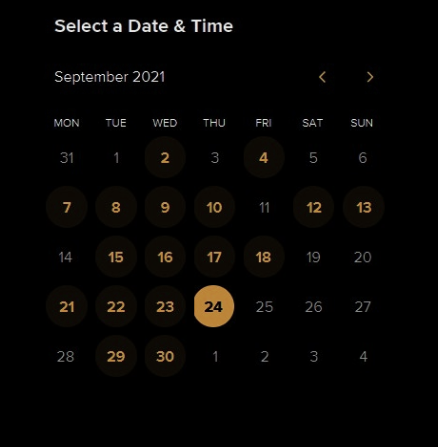 Select a Date & Time
September 2021
MON TUE WED THU FRI SAT SUN
31 1 2 3 4 5 6
7 8 9 10 11 12 13
14 15 16 17 18 19 20
21 22 23 24 25 26 27
28 29 30 1 2 3 4